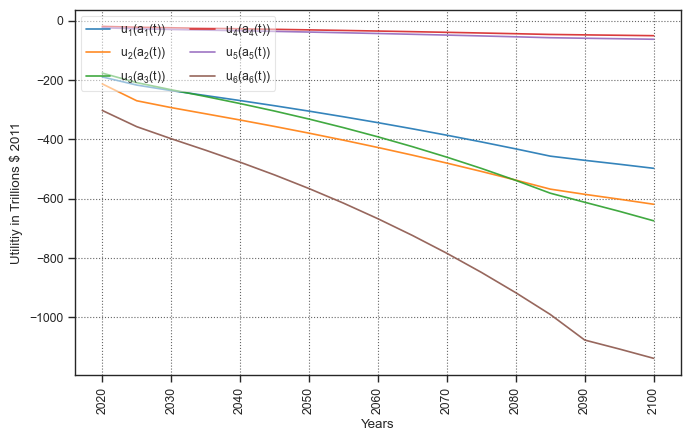 0
−200
−400
−600
−800
−1000
Utilitiy in Trillions $ 2011
u₁(a₁(t))
u₂(a₂(t))
u₃(a₃(t))
u₄(a₄(t))
u₅(a₅(t))
u₆(a₆(t))
2020
2030
2040
2050
2060
2070
2080
2090
2100
Years